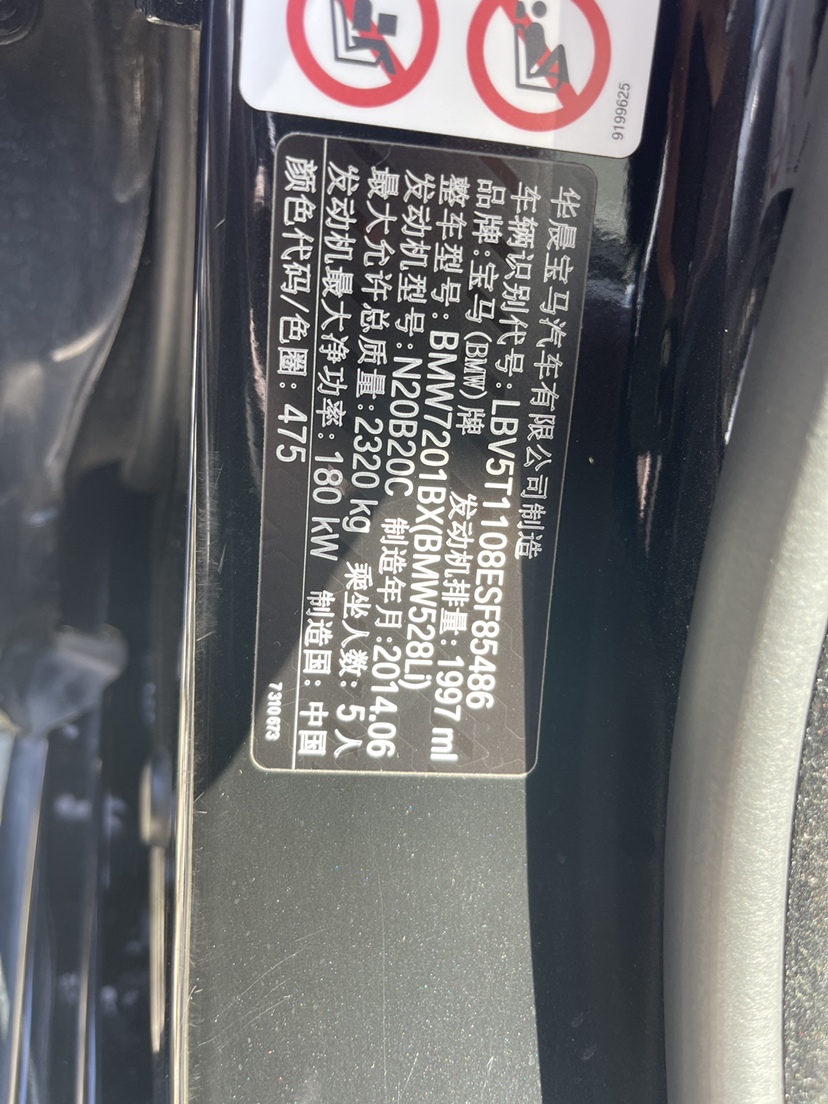 9199625
华晨宝马汽车有限公司制造
车辆识别代号:LBV5T1108ESF85486
品牌:宝马(BMW)牌 发动机排量:1997 ml
整车型号:BMW7201BX(BMW528Li)
发动机型号:N20B20C 制造年月:2014.06
最大允许总质量:2320 kg 乘坐人数: 5 人
发动机最大净功率:180 kW 制造国: 中国
颜色代码/色圈: 475
7310673